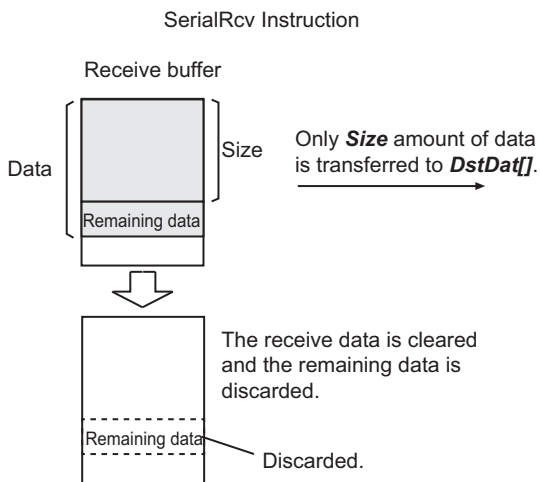 SerialRcv Instruction
Receive buffer
Data
Size
Only Size amount of data
is transferred to DstDat[].
Remaining data
The receive data is cleared
and the remaining data is
discarded.
Remaining data
Discarded.